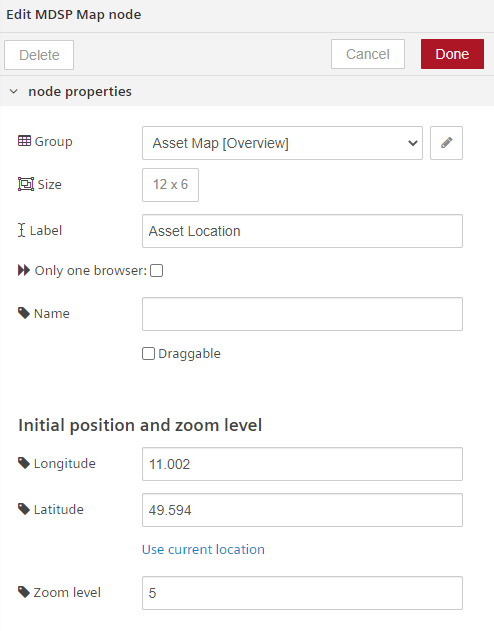 Edit MDSP Map node
Delete Cancel Done
node properties
Group Asset Map [Overview]
Size 12 x 6
Label Asset Location
Only one browser:
Name
Draggable
Initial position and zoom level
Longitude 11.002
Latitude 49.594
Use current location
Zoom level 5